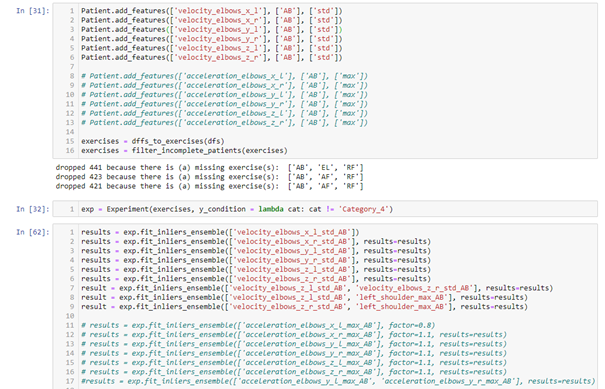 In [31]:
1 Patient.add_features(['velocity_elbows_x_l'], ['AB'], ['std'])
2 Patient.add_features(['velocity_elbows_x_r'], ['AB'], ['std'])
3 Patient.add_features(['velocity_elbows_y_l'], ['AB'], ['std'])
4 Patient.add_features(['velocity_elbows_y_r'], ['AB'], ['std'])
5 Patient.add_features(['velocity_elbows_z_l'], ['AB'], ['std'])
6 Patient.add_features(['velocity_elbows_z_r'], ['AB'], ['std'])
7
8 # Patient.add_features(['acceleration_elbows_x_l'], ['AB'], ['max'])
9 # Patient.add_features(['acceleration_elbows_x_r'], ['AB'], ['max'])
10 # Patient.add_features(['acceleration_elbows_y_l'], ['AB'], ['max'])
11 # Patient.add_features(['acceleration_elbows_y_r'], ['AB'], ['max'])
12 # Patient.add_features(['acceleration_elbows_z_l'], ['AB'], ['max'])
13 # Patient.add_features(['acceleration_elbows_z_r'], ['AB'], ['max'])
14
15 exercises = dffs_to_exercises(dfs)
16 exercises = filter_incomplete_patients(exercises)
dropped 441 because there is (a) missing exercise(s): ['AB', 'EL', 'RF']
dropped 423 because there is (a) missing exercise(s): ['AB', 'AF', 'RF']
dropped 421 because there is (a) missing exercise(s): ['AB', 'AF', 'RF']
In [32]:
1 exp = Experiment(exercises, y_condition = lambda cat: cat != 'Category_4')
In [62]:
1 results = exp.fit_inliers_ensemble(['velocity_elbows_x_l_std_AB'])
2 results = exp.fit_inliers_ensemble(['velocity_elbows_x_r_std_AB'], results=results)
3 results = exp.fit_inliers_ensemble(['velocity_elbows_y_l_std_AB'], results=results)
4 results = exp.fit_inliers_ensemble(['velocity_elbows_y_r_std_AB'], results=results)
5 results = exp.fit_inliers_ensemble(['velocity_elbows_z_l_std_AB'], results=results)
6 results = exp.fit_inliers_ensemble(['velocity_elbows_z_r_std_AB'], results=results)
7 result = exp.fit_inliers_ensemble(['velocity_elbows_z_l_std_AB', 'velocity_elbows_z_r_std_AB'], results=results)
8 result = exp.fit_inliers_ensemble(['velocity_elbows_z_l_std_AB', 'left_shoulder_max_AB'], results=results)
9 result = exp.fit_inliers_ensemble(['velocity_elbows_z_r_std_AB'], results=results)
10
11 # results = exp.fit_inliers_ensemble(['acceleration_elbows_x_l_max_AB'], factor=0.8)
12 # results = exp.fit_inliers_ensemble(['acceleration_elbows_x_r_max_AB'], factor=1.1, results=results)
13 # results = exp.fit_inliers_ensemble(['acceleration_elbows_y_l_max_AB'], factor=1.1, results=results)
14 # results = exp.fit_inliers_ensemble(['acceleration_elbows_y_r_max_AB'], factor=1.1, results=results)
15 # results = exp.fit_inliers_ensemble(['acceleration_elbows_z_l_max_AB'], factor=1.1, results=results)
16 # results = exp.fit_inliers_ensemble(['acceleration_elbows_z_r_max_AB'], factor=1.1, results=results)
17 #results = exp.fit_inliers_ensemble(['acceleration_elbows_y_l_max_AB', 'acceleration_elbows_y_r_max_AB'], results=results)